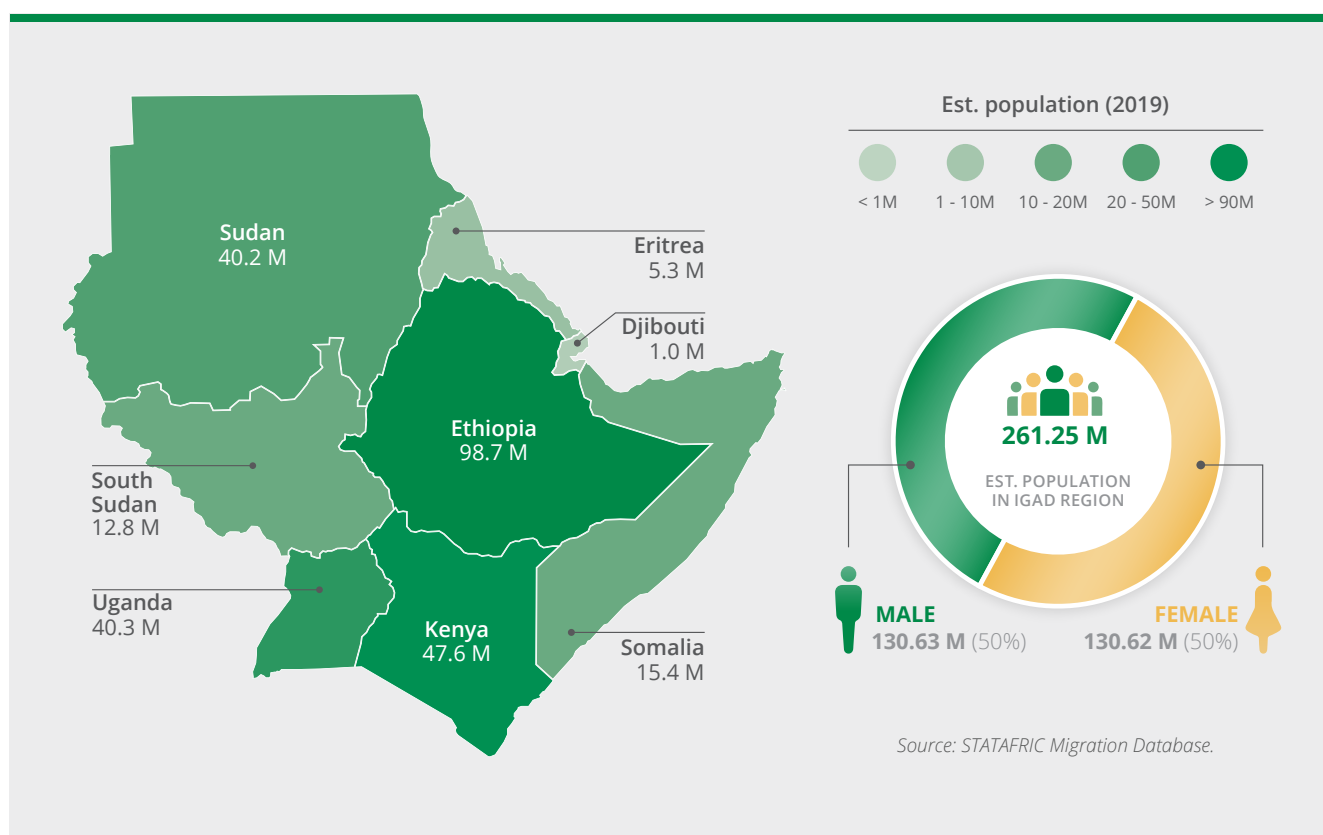 Est. population (2019)
< 1M
1 - 10M
10 - 20M
20 - 50M
> 90M
Sudan
40.2 M
Eritrea
5.3 M
Djibouti
1.0 M
Ethiopia
98.7 M
South
Sudan
12.8 M
Uganda
40.3 M
Kenya
47.6 M
Somalia
15.4 M
261.25 M
EST. POPULATION
IN IGAD REGION
MALE
130.63 M (50%)
FEMALE
130.62 M (50%)
Source: STATAFRIC Migration Database.